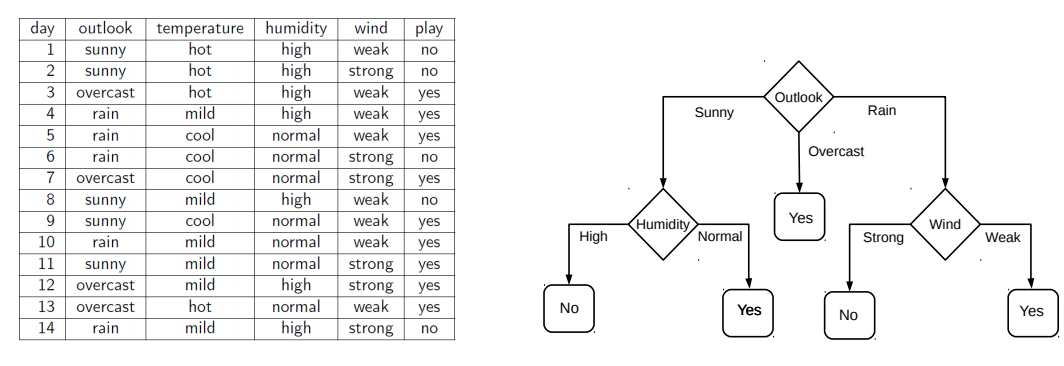 day outlook temperature humidity wind play
1 sunny hot high weak no
2 sunny hot high strong no
3 overcast hot high weak yes
4 rain mild high weak yes
5 rain cool normal weak yes
6 rain cool normal strong no
7 overcast cool normal strong yes
8 sunny mild high weak no
9 sunny cool normal weak yes
10 rain mild normal weak yes
11 sunny mild normal strong yes
12 overcast mild high strong yes
13 overcast hot normal weak yes
14 rain mild high strong no
Outlook
Sunny
Rain
Overcast
Yes
Humidity
High
Normal
Wind
Strong
Weak
No
Yes
No
Yes